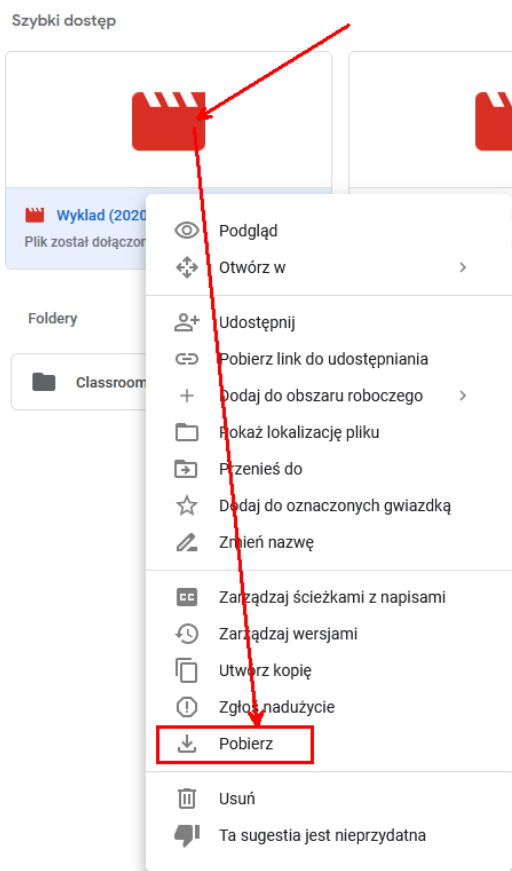 Szybki dostęp
Wyklad (2020
Plik został dołączor
Foldery
Classroom
Podgląd
Otwórz w
Udostępnij
Pobierz link do udostępniania
Dodaj do obszaru roboczego
Pokaż lokalizację pliku
Przenieś do
Dodaj do oznaczonych gwiazdką
Zmień nazwę
Zarządzaj ścieżkami z napisami
Zarządzaj wersjami
Utwórz kopię
Zgłoś nadużycie
Pobierz
Usuń
Ta sugestia jest nieprzydatna